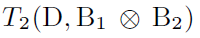 T₂(D, B₁ ⊗ B₂)